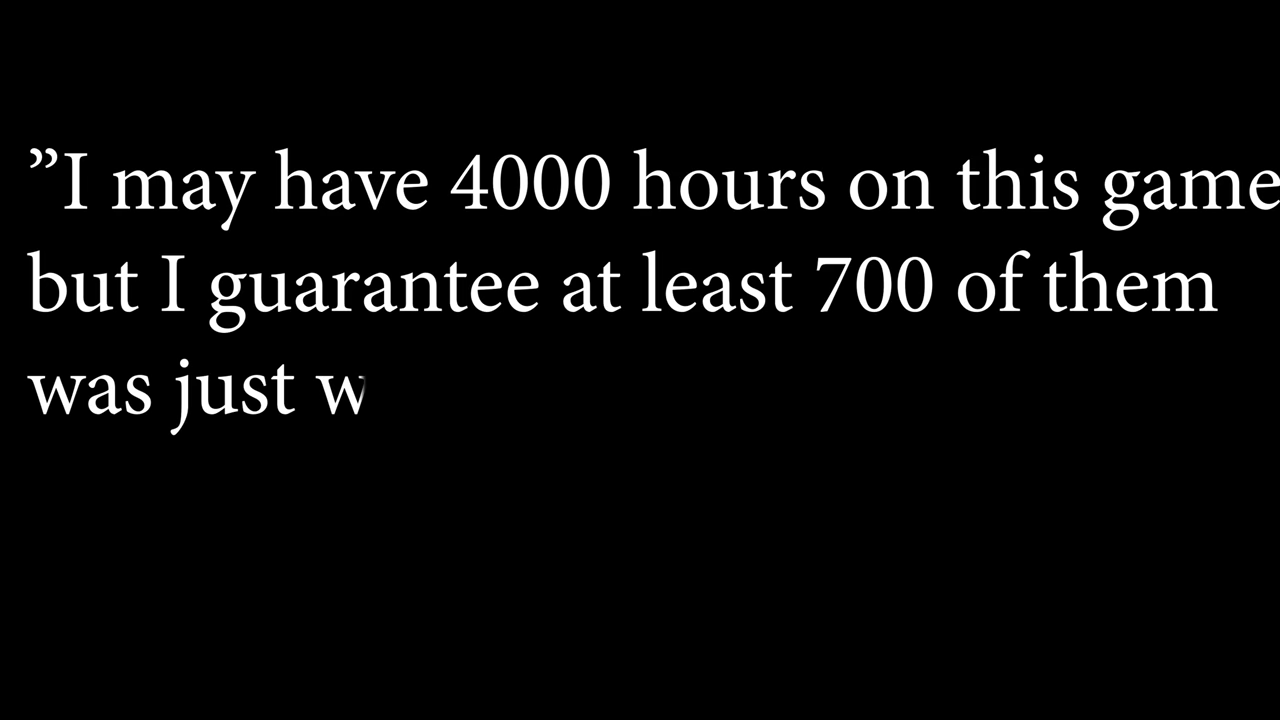 ”I may have 4000 hours on this game
but I guarantee at least 700 of them
was just w